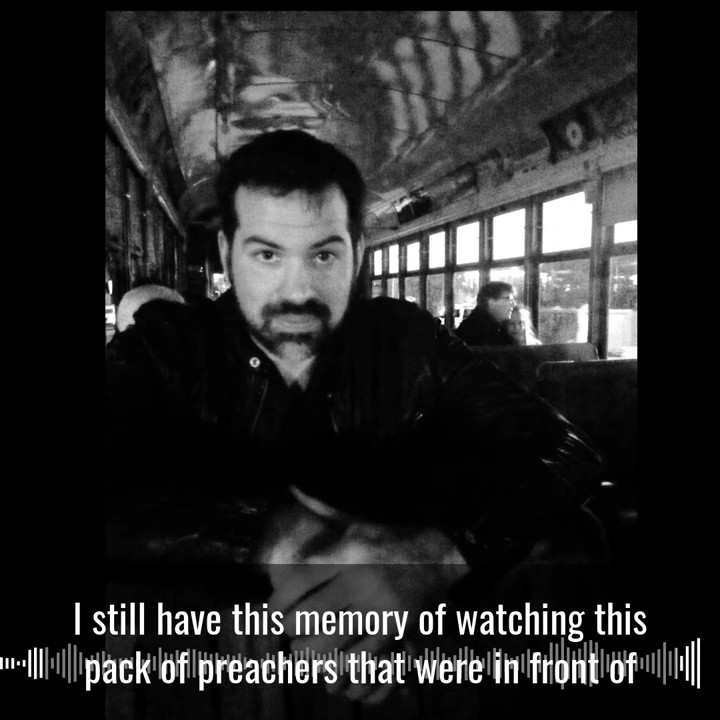 I still have this memory of watching this
pack of preachers that were in front of